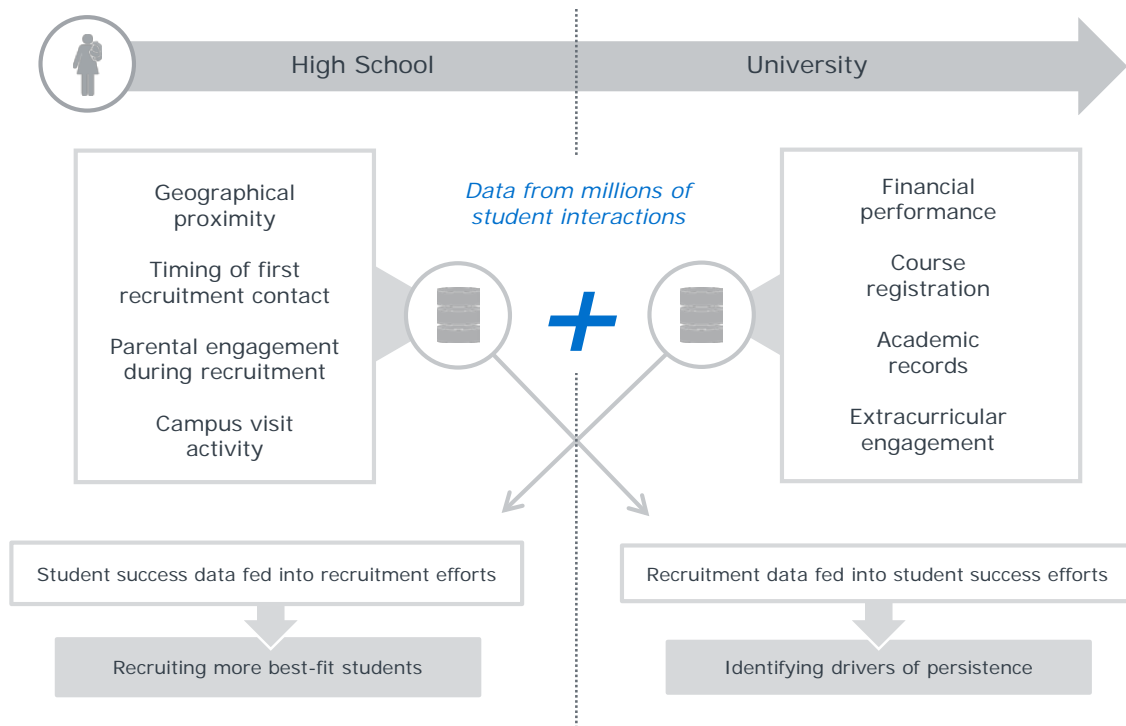 High School
University
Geographical
proximity
Timing of first
recruitment contact
Parental engagement
during recruitment
Campus visit
activity
Data from millions of
student interactions
+
Financial
performance
Course
registration
Academic
records
Extracurricular
engagement
Student success data fed into recruitment efforts
Recruiting more best-fit students
Recruitment data fed into student success efforts
Identifying drivers of persistence